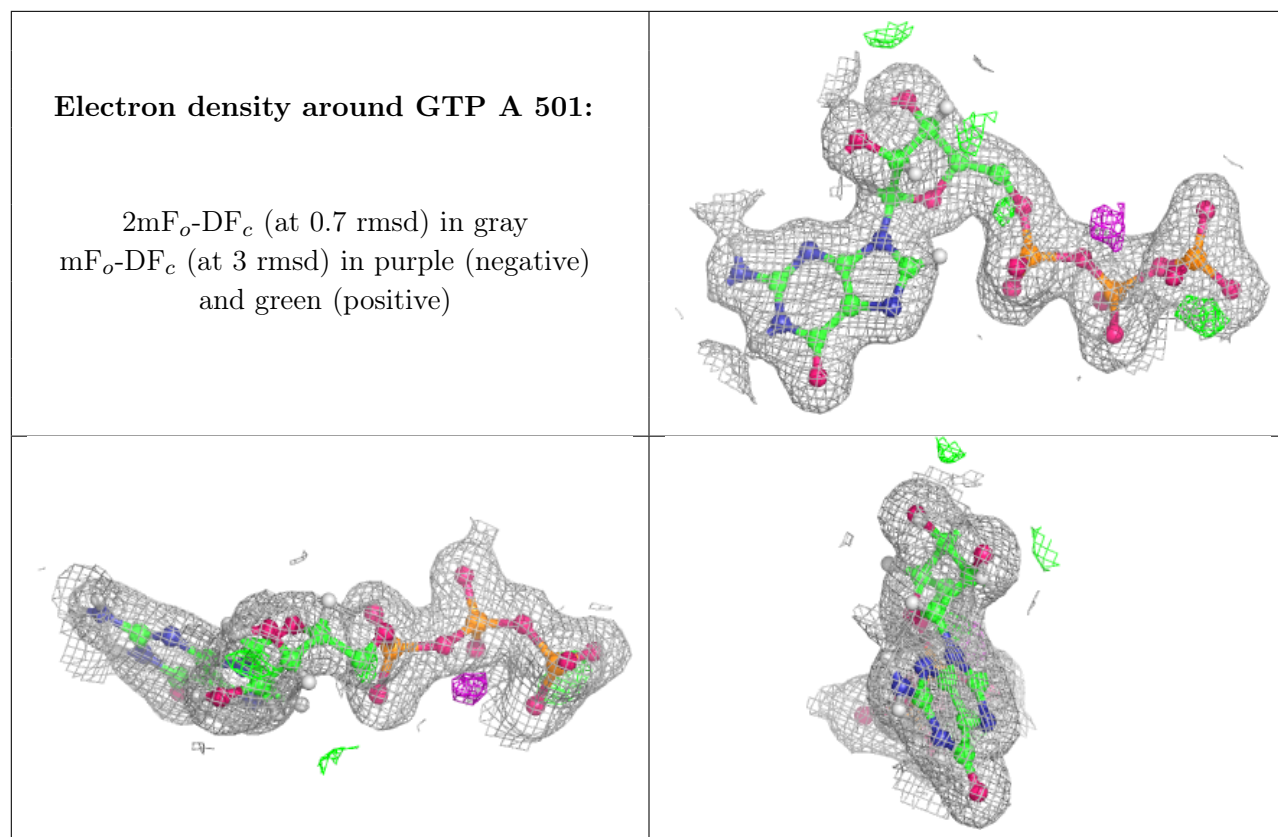 Electron density around GTP A 501:
2mFₒ-DF𝒸 (at 0.7 rmsd) in gray
mFₒ-DF𝒸 (at 3 rmsd) in purple (negative)
and green (positive)